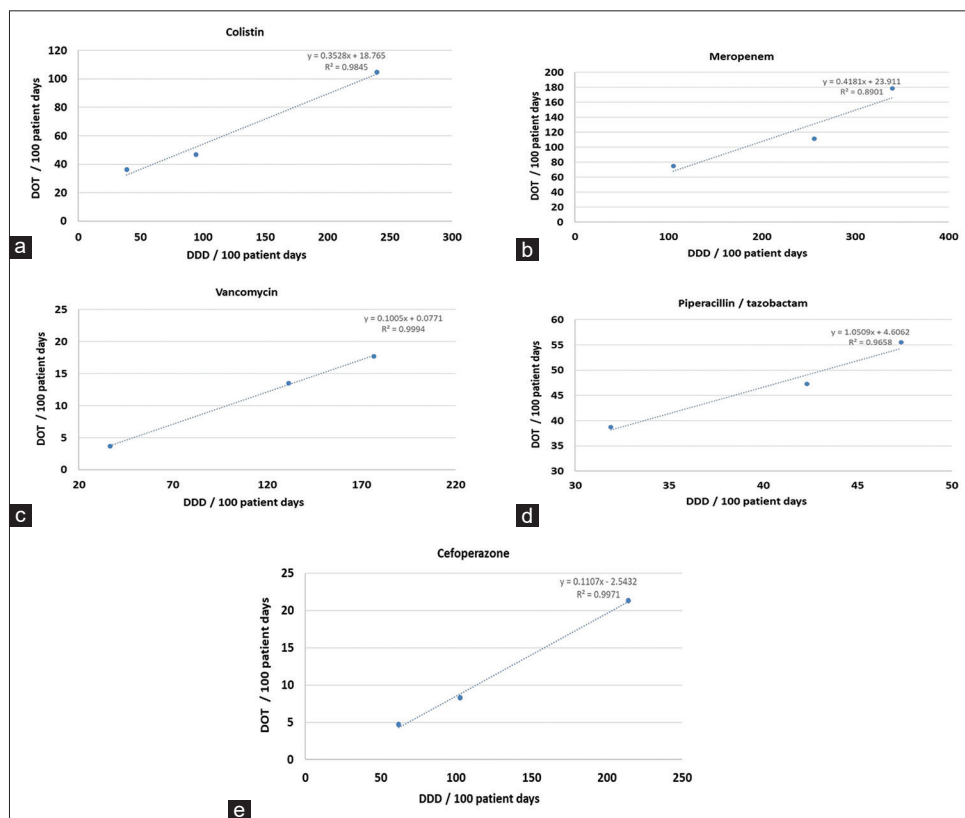 Colistin
y = 0.3528x + 18.765
R² = 0.9845
DOT / 100 patient days
120
100
80
60
40
20
0
0 50 100 150 200 250 300
DDD / 100 patient days
a
Meropenem
y = 0.4181x + 23.911
R² = 0.8901
DOT / 100 patient days
200
180
160
140
120
100
80
60
40
20
0
0 100 200 300 400
DDD / 100 patient days
b
Vancomycin
y = 0.1005x + 0.0771
R² = 0.9994
DOT / 100 patient days
25
20
15
10
5
0
20 70 120 170 220
DDD / 100 patient days
c
Piperacillin / tazobactam
y = 1.0509x + 4.6062
R² = 0.9658
DOT / 100 patient days
60
55
50
45
40
35
30
30 35 40 45 50
DDD / 100 patient days
d
Cefoperazone
y = 0.1107x - 2.5432
R² = 0.9971
DOT / 100 patient days
25
20
15
10
5
0
0 50 100 150 200 250
DDD / 100 patient days
e